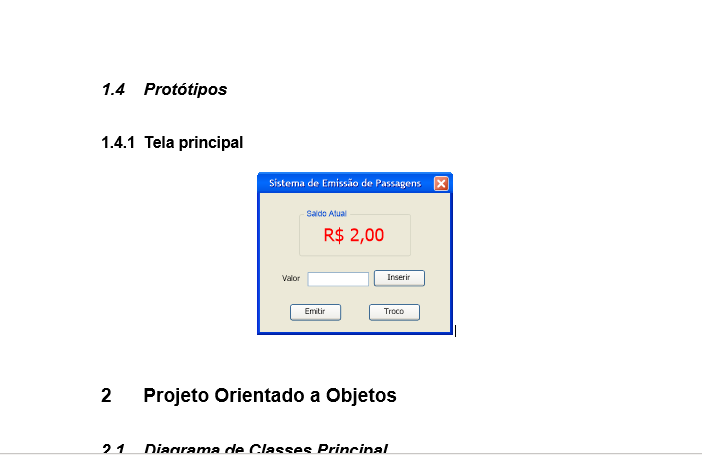 1.4 Protótipos
1.4.1 Tela principal
Sistema de Emissão de Passagens
Saldo Atual
R$ 2,00
Valor Inserir
Emitir Troco
2 Projeto Orientado a Objetos
2.1 Diagrama de Classes Principal